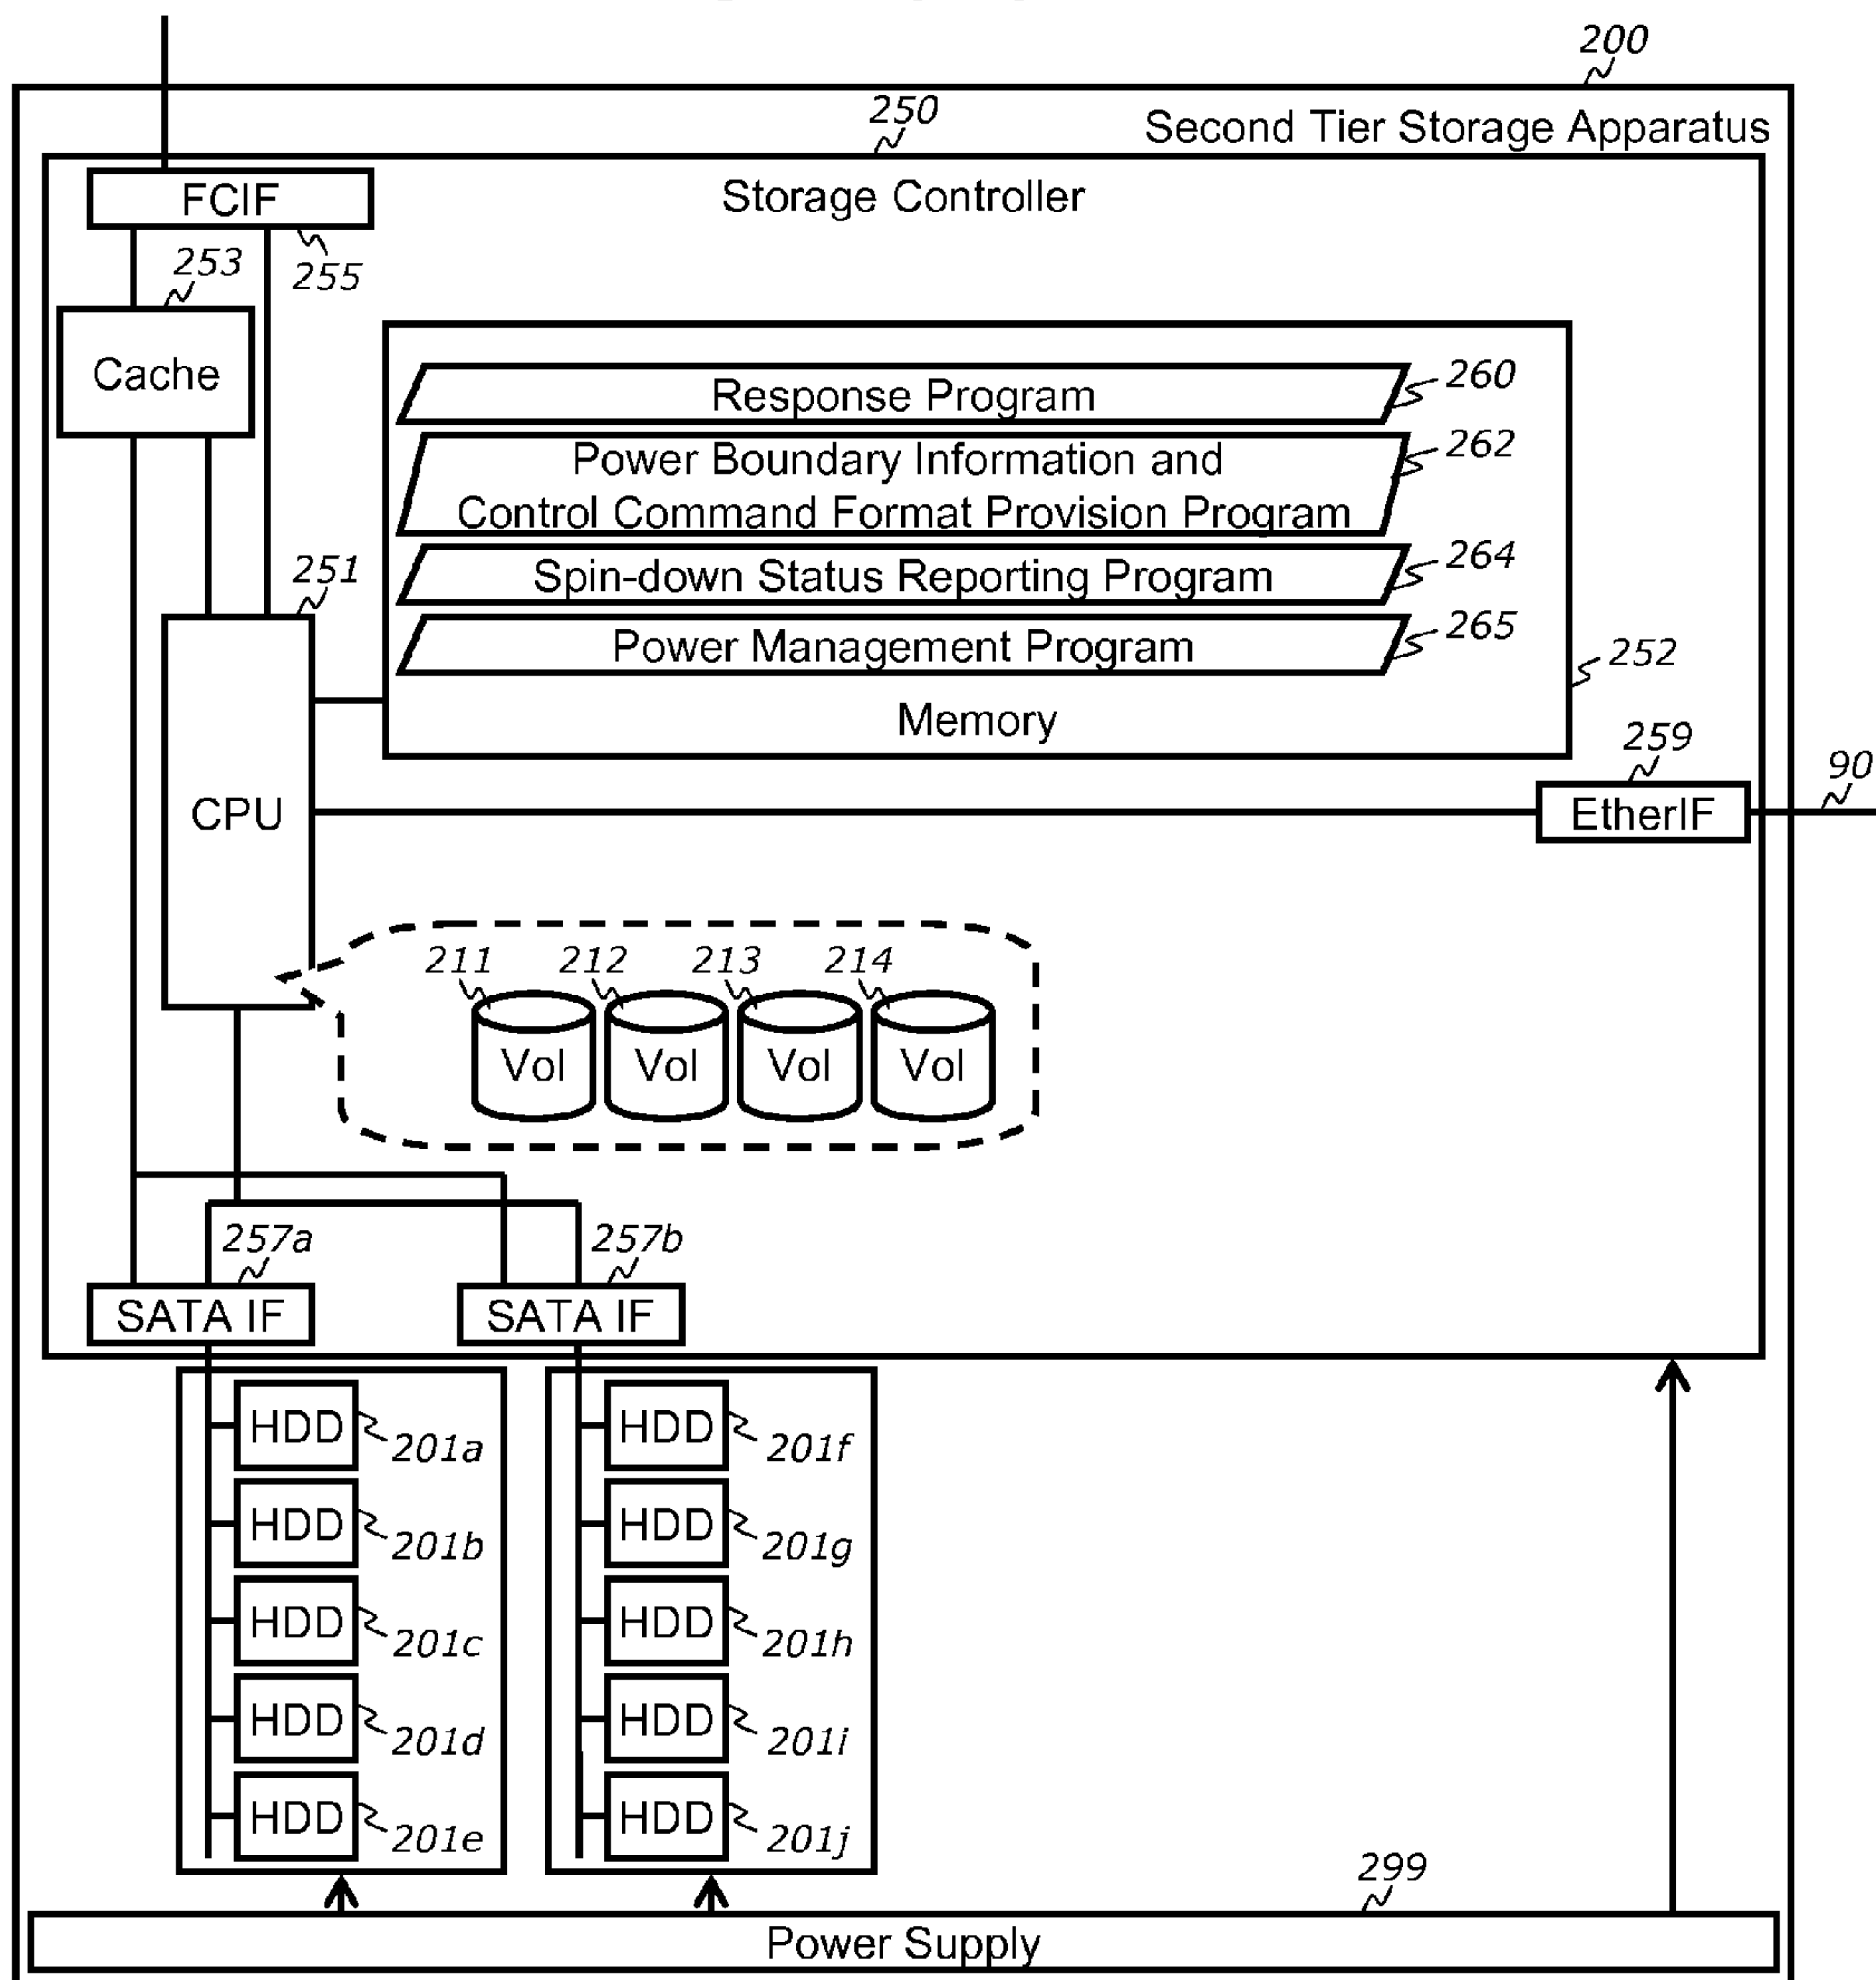 200
250
Second Tier Storage Apparatus
FCIF
Storage Controller
253
255
Cache
Response Program
260
Power Boundary Information and
Control Command Format Provision Program
262
251
Spin-down Status Reporting Program
264
Power Management Program
265
252
Memory
259
90
CPU
EtherIF
211
212
213
214
Vol
Vol
Vol
Vol
257a
257b
SATA IF
SATA IF
HDD
201a
HDD
201f
HDD
201b
HDD
201g
HDD
201c
HDD
201h
HDD
201d
HDD
201i
HDD
201e
HDD
201j
299
Power Supply